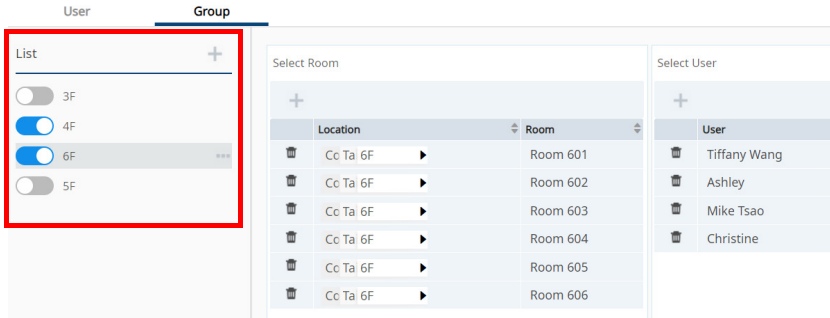 User Group
List
3F
4F
6F
5F
Select Room
Location Room
Co Ta 6F Room 601
Co Ta 6F Room 602
Co Ta 6F Room 603
Co Ta 6F Room 604
Co Ta 6F Room 605
Co Ta 6F Room 606
Select User
User
Tiffany Wang
Ashley
Mike Tsao
Christine